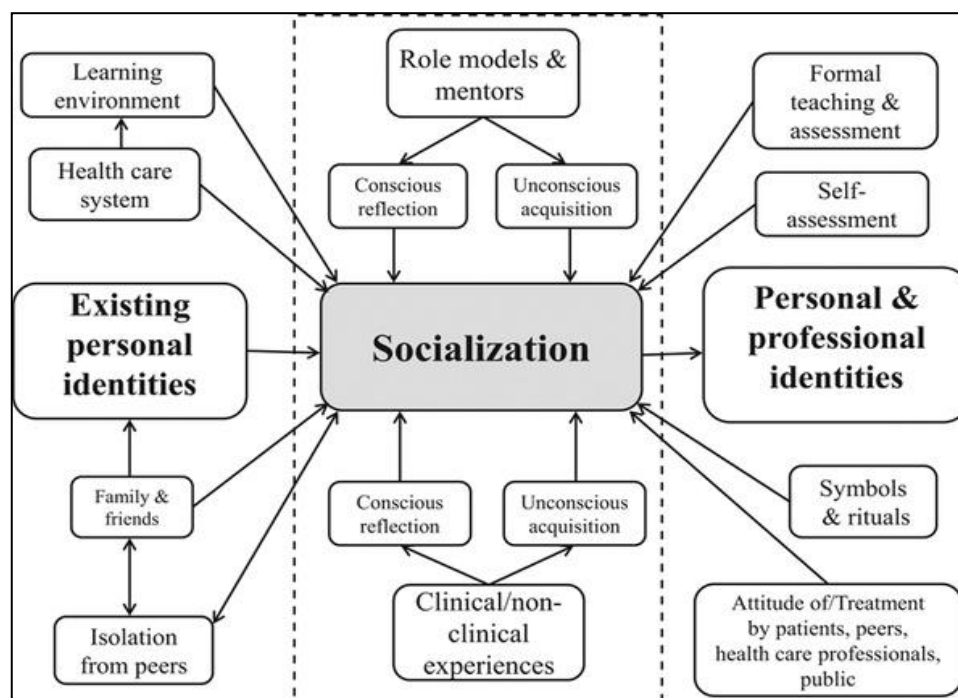 Learning
environment
Health care
system
Existing
personal
identities
Family &
friends
Isolation
from peers
Role models &
mentors
Conscious
reflection
Unconscious
acquisition
Socialization
Conscious
reflection
Unconscious
acquisition
Clinical/non-
clinical
experiences
Formal
teaching &
assessment
Self-
assessment
Personal &
professional
identities
Symbols
& rituals
Attitude of/Treatment
by patients, peers,
health care professionals,
public